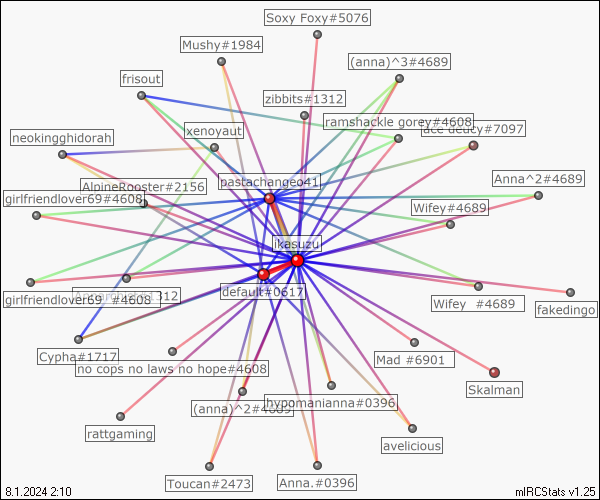 Soxy Foxy#5076
Mushy#1984
(anna)^3#4689
frisout
zibbits#1312
ramshackle gorey#4608
ace deucy#7097
xenoyaut
neokingghidorah
pastachangeo41
Anna^2#4689
AlpineRooster#2156
girlfriendlover69#4608
Wifey#4689
ikasuzu
default#0617
girlfriendlover69_#4608
1312
Wifey  #4689
fakedingo
Cypha#1717
no cops no laws no hope#4608
Mad #6901
Skalman
(anna)^2#4689
hypomanianna#0396
rattgaming
avelicious
Toucan#2473
Anna.#0396
8.1.2024 2:10
mIRCStats v1.25